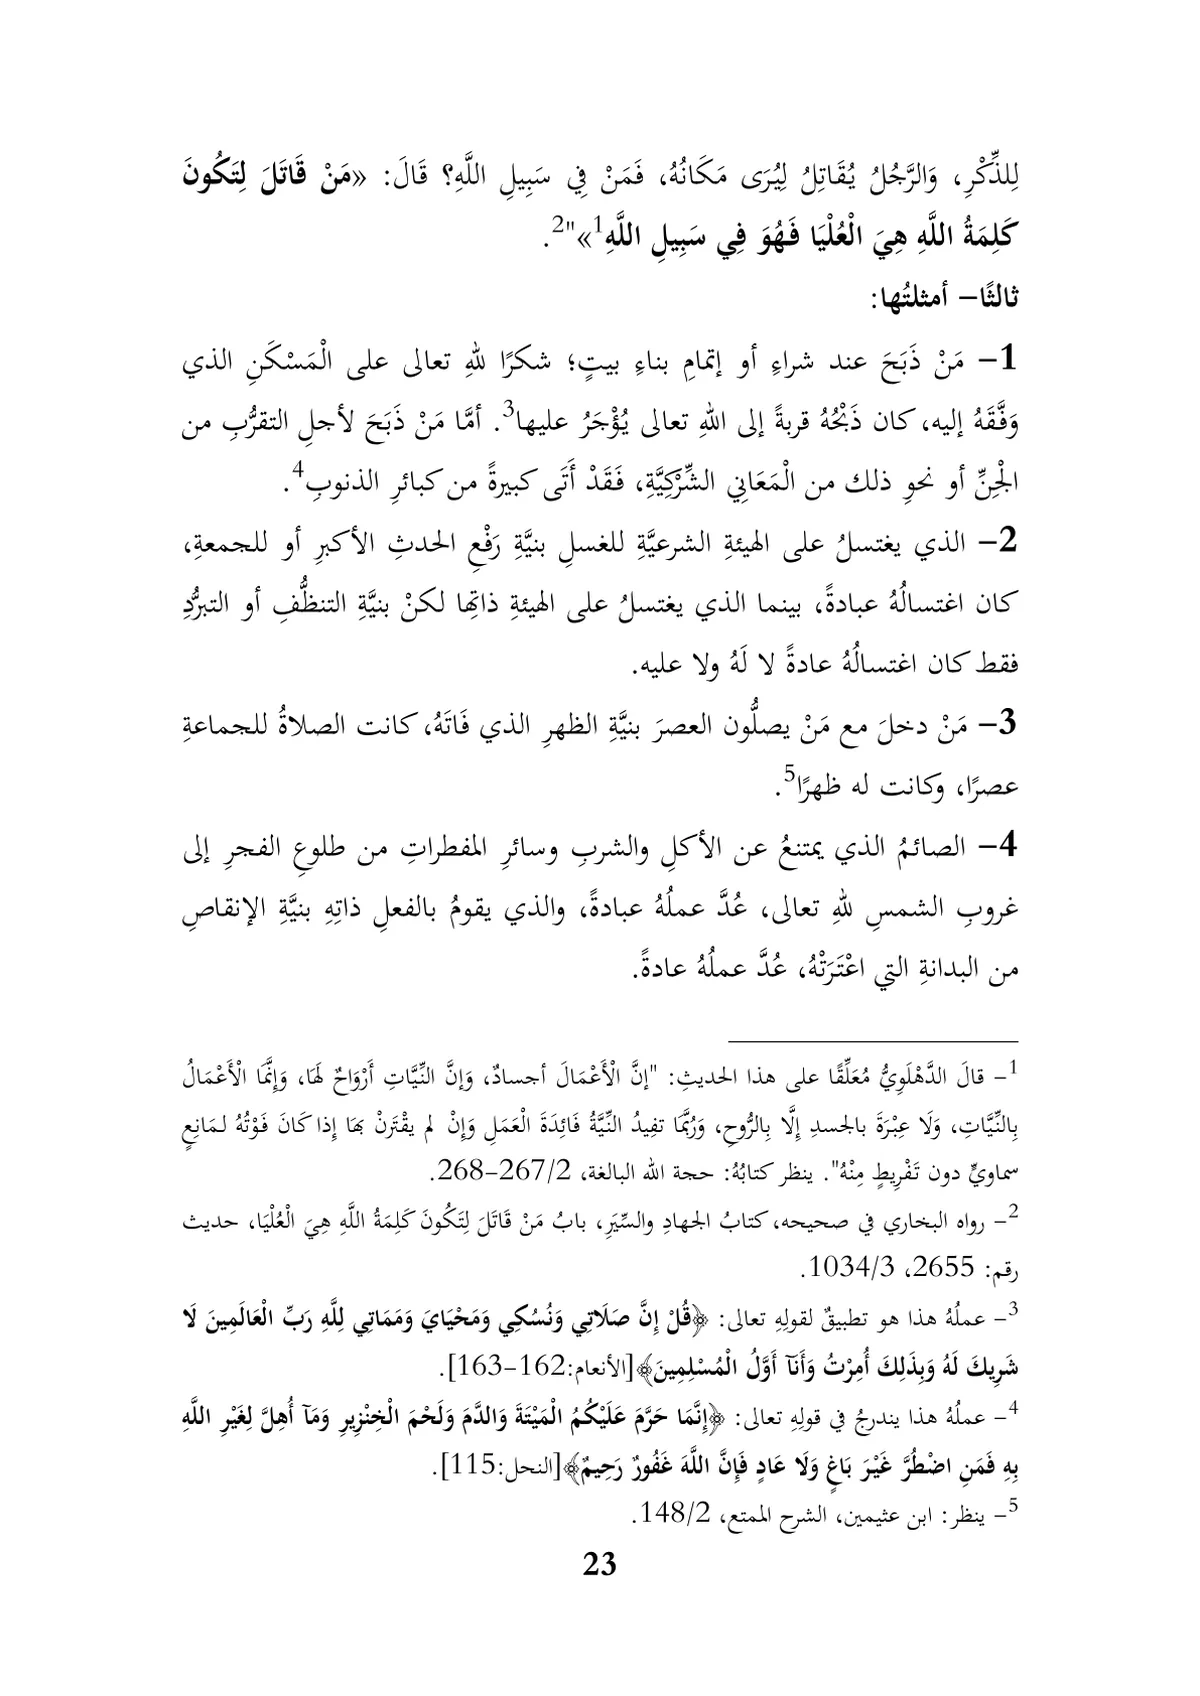 لِلذِّكْرِ، وَالرَّجُلُ يُقَاتِلُ لِيُرَى مَكَانُهُ، فَمَنْ فِي سَبِيلِ اللَّهِ؟ قَالَ: «مَنْ قَاتَلَ لِتَكُونَ
كَلِمَةُ اللَّهِ هِيَ الْعُلْيَا فَهُوَ فِي سَبِيلِ اللَّهِ1»"2.
ثالثًا- أمثلتُها:
1- مَنْ ذَبَحَ عند شراءِ أو إتمامِ بناءِ بيتٍ؛ شكرًا للهِ تعالى على الْمَسْكَنِ الذي
وَفَّقَهُ إليه، كان ذَبْحُهُ قربةً إلى اللهِ تعالى يُؤْجَرُ عليها3. أمَّا مَنْ ذَبَحَ لأجلِ التقرُّبِ من
الْجِنِّ أو نحوِ ذلك من الْمَعَانِي الشِّرْكِيَّةِ، فَقَدْ أَتَى كبيرةً من كبائرِ الذنوبِ4.
2- الذي يغتسلُ على الهيئةِ الشرعيَّةِ للغسلِ بنيَّةِ رَفْعِ الحدثِ الأكبرِ أو للجمعةِ،
كان اغتسالُهُ عبادةً، بينما الذي يغتسلُ على الهيئةِ ذاتِها لكنْ بنيَّةِ التنظُّفِ أو التبرُّدِ
فقط كان اغتسالُهُ عادةً لا لَهُ ولا عليه.
3- مَنْ دخلَ مع مَنْ يصلُّون العصرَ بنيَّةِ الظهرِ الذي فَاتَهُ، كانت الصلاةُ للجماعةِ
عصرًا، وكانت له ظهرًا5.
4- الصائمُ الذي يمتنعُ عن الأكلِ والشربِ وسائرِ المفطراتِ من طلوعِ الفجرِ إلى
غروبِ الشمسِ للهِ تعالى، عُدَّ عملُهُ عبادةً، والذي يقومُ بالفعلِ ذاتِهِ بنيَّةِ الإنقاصِ
من البدانةِ التي اعْتَرَتْهُ، عُدَّ عملُهُ عادةً.
1- قالَ الدَّهْلَوِيُّ مُعَلِّقًا على هذا الحديثِ: "إنَّ الْأَعْمَالَ أجسادٌ، وَإنَّ النِّيَّاتِ أَرْوَاحٌ لَهَا، وَإِنَّمَا الْأَعْمَالُ
بِالنِّيَّاتِ، وَلَا عِبْرَةَ بالجسدِ إِلَّا بِالرُّوحِ، وَرُبَّمَا تفِيدُ النِّيَّةُ فَائِدَةَ الْعَمَلِ وَإِنْ لم يقْتَرنْ بهَا إِذا كَانَ فَوْتُهُ لـمَانِعٍ
سماويٍّ دون تَفْرِيطٍ مِنْهُ". ينظر كتابُهُ: حجة الله البالغة، 267/2-268.
2- رواه البخاري في صحيحه، كتابُ الجهادِ والسِّيَرِ، بابُ مَنْ قَاتَلَ لِتَكُونَ كَلِمَةُ اللَّهِ هِيَ الْعُلْيَا، حديث
رقم: 2655، 1034/3.
3- عملُهُ هذا هو تطبيقٌ لقولِهِ تعالى: ﴿قُلْ إِنَّ صَلَاتِي وَنُسُكِي وَمَحْيَايَ وَمَمَاتِي لِلَّهِ رَبِّ الْعَالَمِينَ لَا
شَرِيكَ لَهُ وَبِذَلِكَ أُمِرْتُ وَأَنَآ أَوَّلُ الْمُسْلِمِينَ﴾[الأنعام:162-163].
4- عملُهُ هذا يندرجُ في قولِهِ تعالى: ﴿إِنَّمَا حَرَّمَ عَلَيْكُمُ الْمَيْتَةَ وَالدَّمَ وَلَحْمَ الْخِنْزِيرِ وَمَآ أُهِلَّ لِغَيْرِ اللَّهِ
بِهِ فَمَنِ اضْطُرَّ غَيْرَ بَاغٍ وَلَا عَادٍ فَإِنَّ اللَّهَ غَفُورٌ رَحِيمٌ﴾[النحل:115].
5- ينظر: ابن عثيمين، الشرح الممتع، 148/2.
23